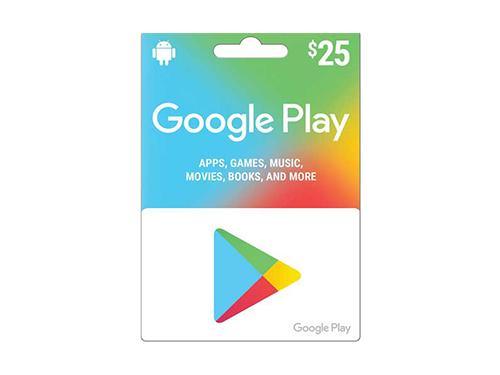 $25
Google Play
APPS, GAMES, MUSIC,
MOVIES, BOOKS, AND MORE
Google Play